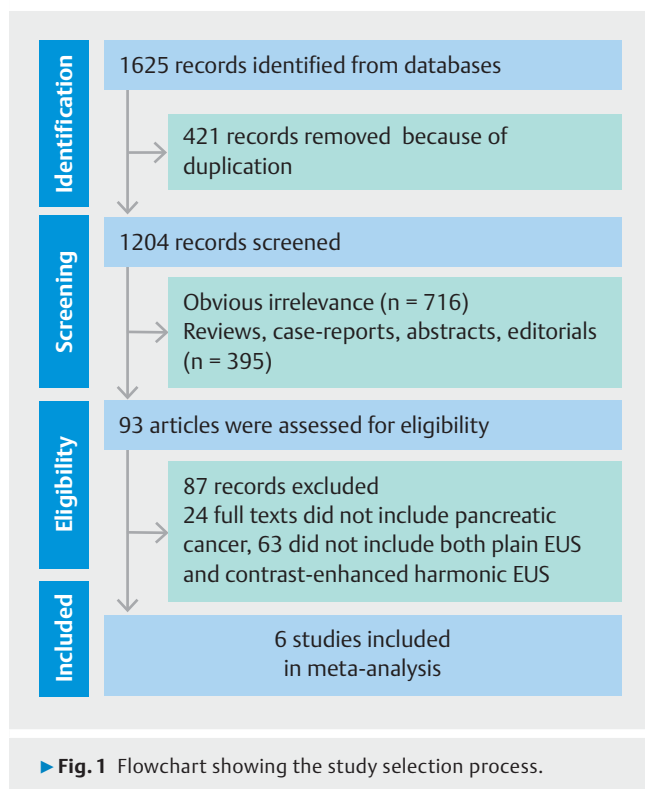 Identification
1625 records identified from databases
421 records removed because of
duplication
Screening
1204 records screened
Obvious irrelevance (n = 716)
Reviews, case-reports, abstracts, editorials
(n = 395)
Eligibility
93 articles were assessed for eligibility
87 records excluded
24 full texts did not include pancreatic
cancer, 63 did not include both plain EUS
and contrast-enhanced harmonic EUS
Included
6 studies included
in meta-analysis
▶ Fig. 1 Flowchart showing the study selection process.